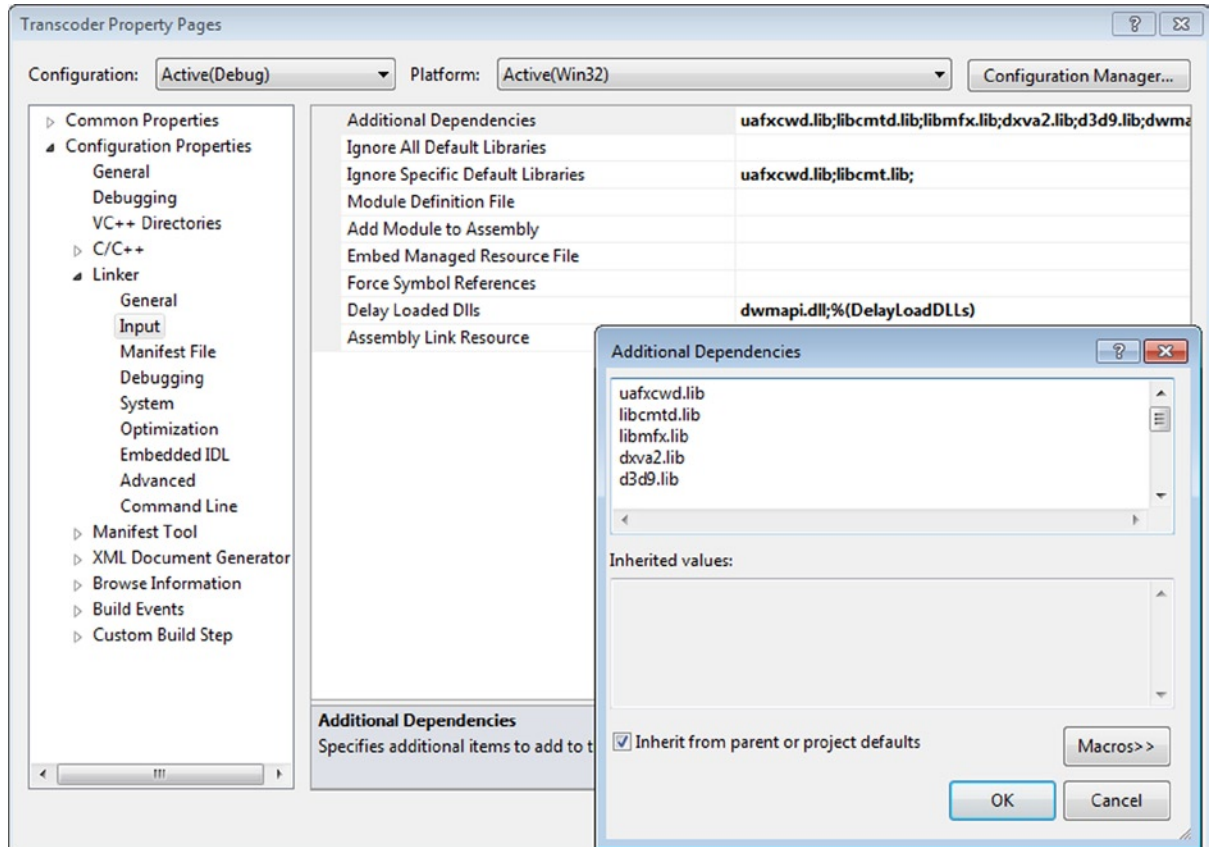 Transcoder Property Pages
Configuration: Active(Debug) Platform: Active(Win32) Configuration Manager...
Common Properties
Configuration Properties
General
Debugging
VC++ Directories
C/C++
Linker
General
Input
Manifest File
Debugging
System
Optimization
Embedded IDL
Advanced
Command Line
Manifest Tool
XML Document Generator
Browse Information
Build Events
Custom Build Step
Additional Dependencies uafxcwd.lib;libcmtd.lib;libmfx.lib;dxva2.lib;d3d9.lib;dwma
Ignore All Default Libraries
Ignore Specific Default Libraries uafxcwd.lib;libcmt.lib;
Module Definition File
Add Module to Assembly
Embed Managed Resource File
Force Symbol References
Delay Loaded Dlls dwmapi.dll;%(DelayLoadDLLs)
Assembly Link Resource
Additional Dependencies
Specifies additional items to add to t
Additional Dependencies
uafxcwd.lib
libcmtd.lib
libmfx.lib
dxva2.lib
d3d9.lib
Inherited values:
Inherit from parent or project defaults
Macros>>
OK Cancel